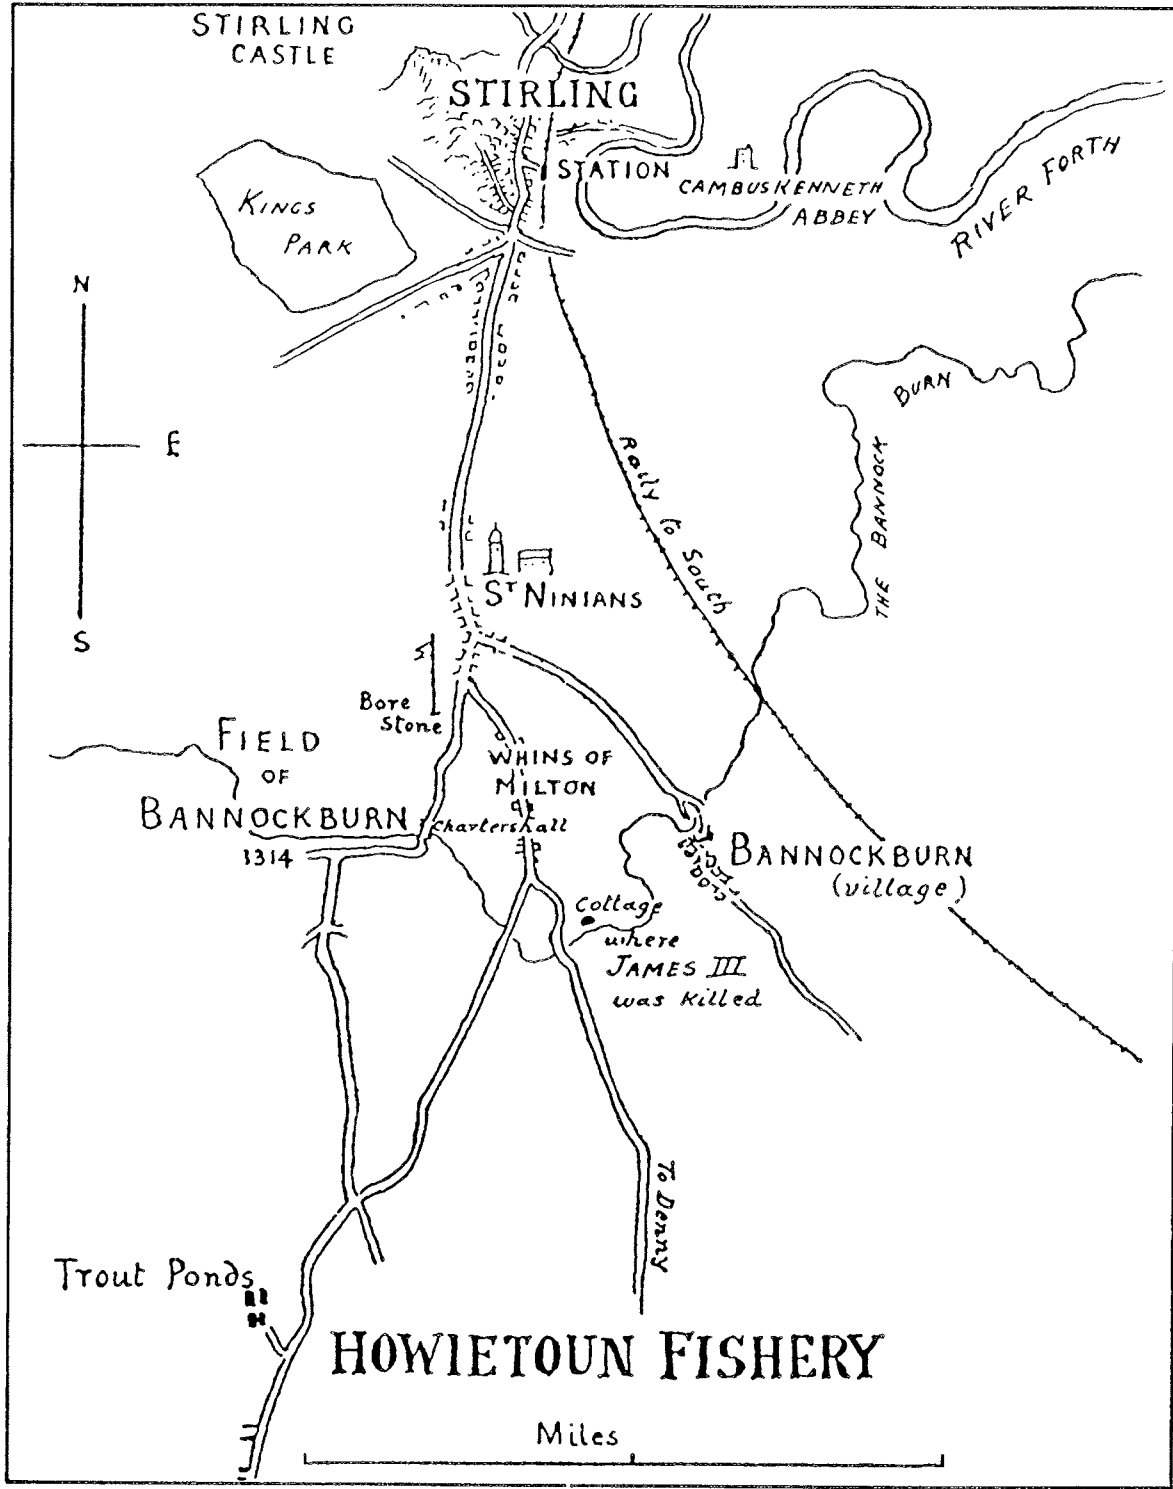 STIRLING
CASTLE
STIRLING
STATION
CAMBUSKENNETH
ABBEY
RIVER FORTH
KINGS
PARK
N
E
S
BURN
THE BANNOCK
Raily to South
ST NINIANS
Bore
Stone
FIELD
OF
BANNOCKBURN
1314
WHINS OF
MILTON
Chartershall
BANNOCKBURN
(village)
Cottage
where
JAMES III
was killed
To Denny
Trout Ponds
HOWIETOUN FISHERY
Miles